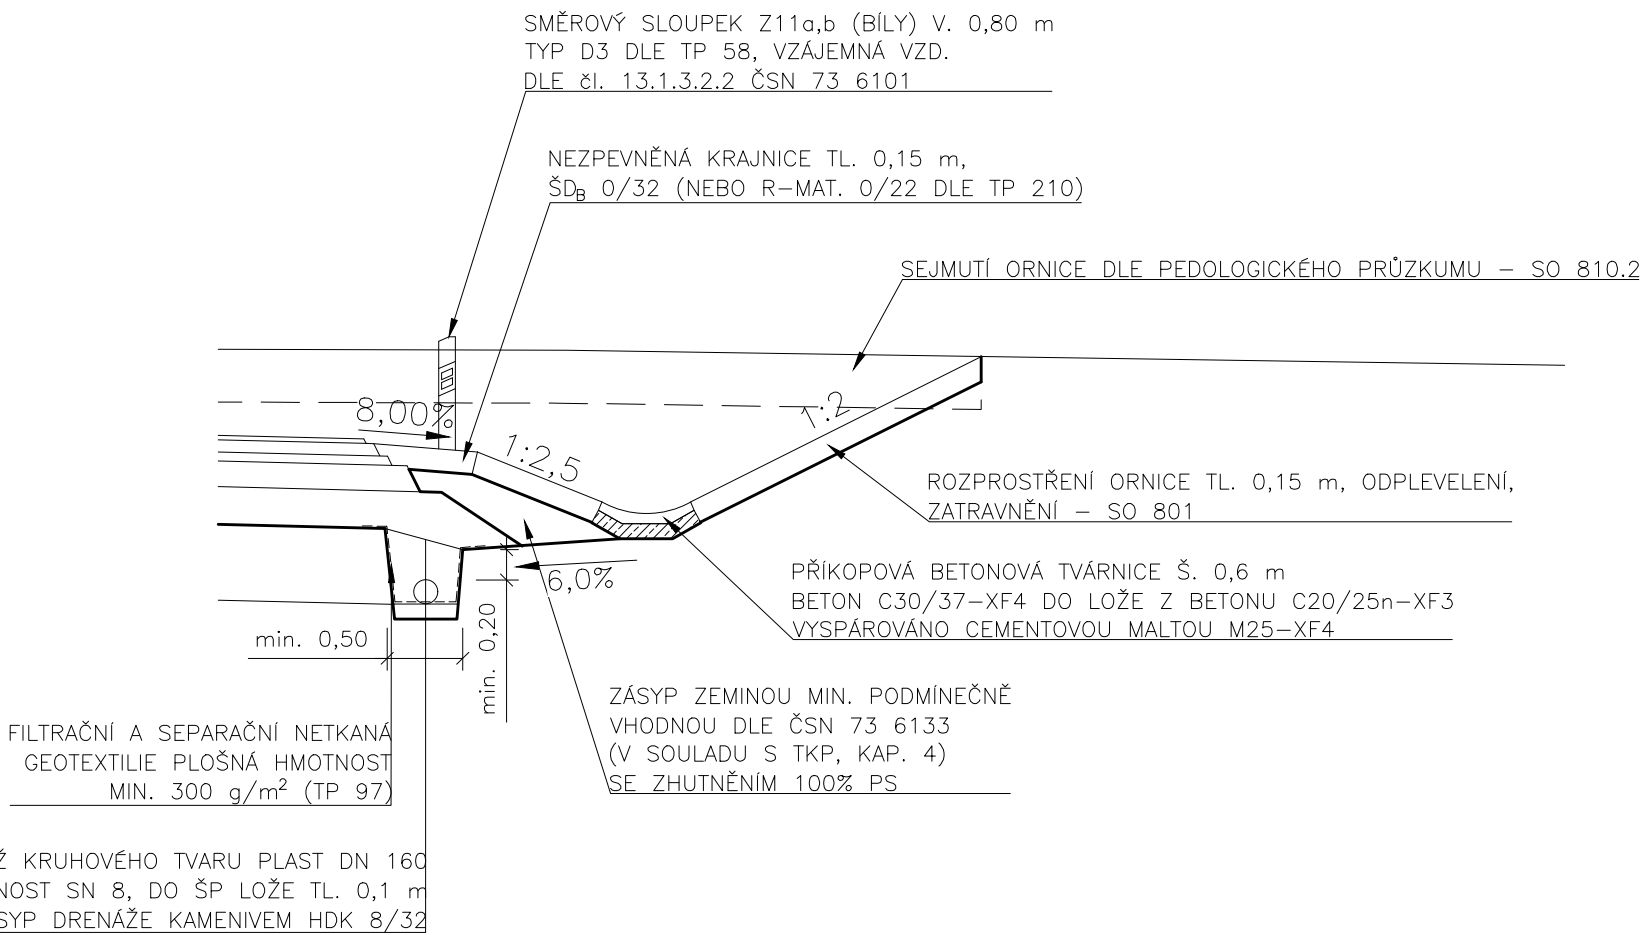 SMĚROVÝ SLOUPEK Z11a,b (BÍLY) V. 0,80 m
TYP D3 DLE TP 58, VZÁJEMNÁ VZD.
DLE čl. 13.1.3.2.2 ČSN 73 6101
NEZPEVNĚNÁ KRAJNICE TL. 0,15 m,
ŠDB 0/32 (NEBO R-MAT. 0/22 DLE TP 210)
SEJMUTÍ ORNICE DLE PEDOLOGICKÉHO PRŮZKUMU - SO 810.2
8,00%
1:2,5
1:2
ROZPROSTŘENÍ ORNICE TL. 0,15 m, ODPLEVELENÍ,
ZATRAVNĚNÍ - SO 801
6,0%
PŘÍKOPOVÁ BETONOVÁ TVÁRNICE Š. 0,6 m
BETON C30/37-XF4 DO LOŽE Z BETONU C20/25n-XF3
VYSPÁROVÁNO CEMENTOVOU MALTOU M25-XF4
min. 0,50
min. 0,20
ZÁSYP ZEMINOU MIN. PODMÍNEČNĚ
VHODNOU DLE ČSN 73 6133
(V SOULADU S TKP, KAP. 4)
SE ZHUTNĚNÍM 100% PS
FILTRAČNÍ A SEPARAČNÍ NETKANÁ
GEOTEXTILIE PLOŠNÁ HMOTNOST
MIN. 300 g/m² (TP 97)
Ž KRUHOVÉHO TVARU PLAST DN 160
NOST SN 8, DO ŠP LOŽE TL. 0,1 m
SYP DRENÁŽE KAMENIVEM HDK 8/32